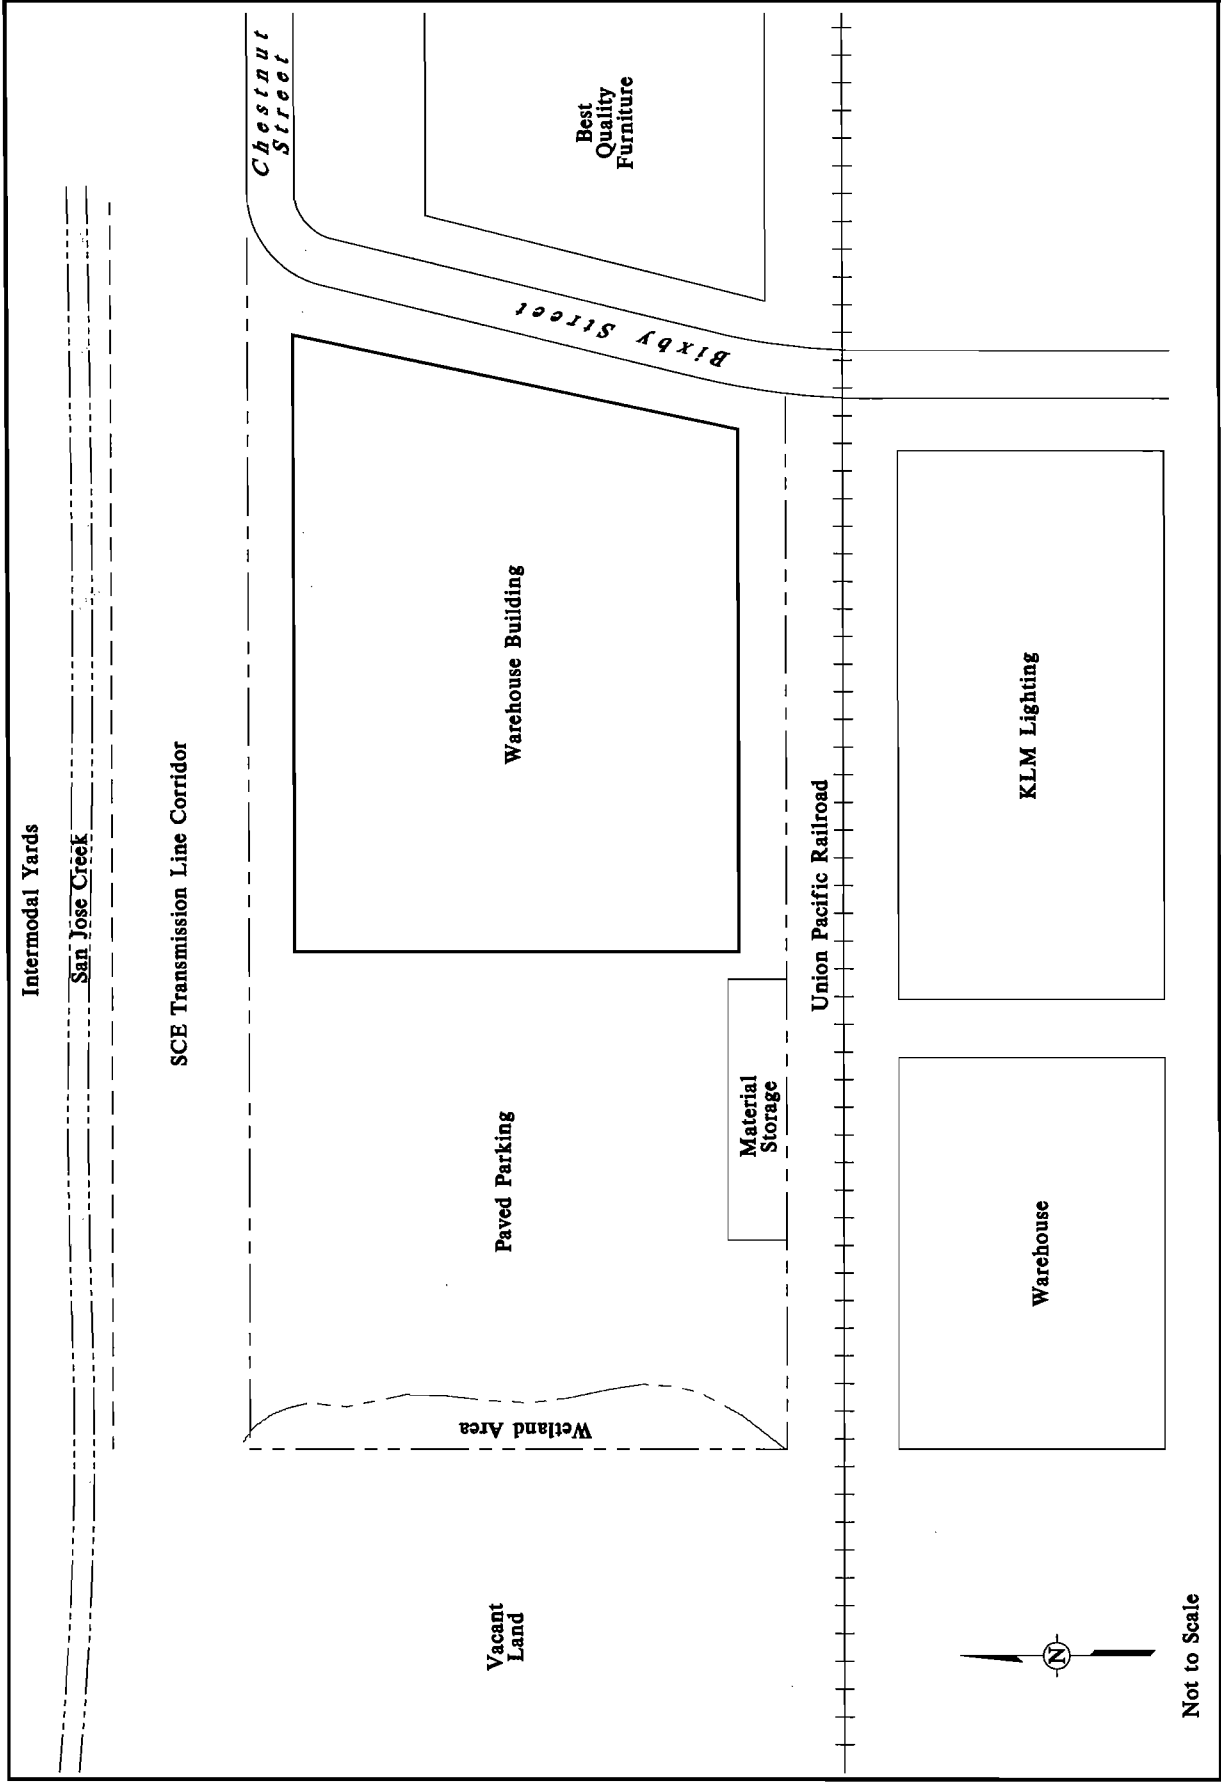 Intermodal Yards
San Jose Creek
SCE Transmission Line Corridor
Chestnut
Street
Best
Quality
Furniture
Bixby Street
Warehouse Building
Paved Parking
Material
Storage
Wetland Area
Vacant
Land
Union Pacific Railroad
KLM Lighting
Warehouse
N
Not to Scale